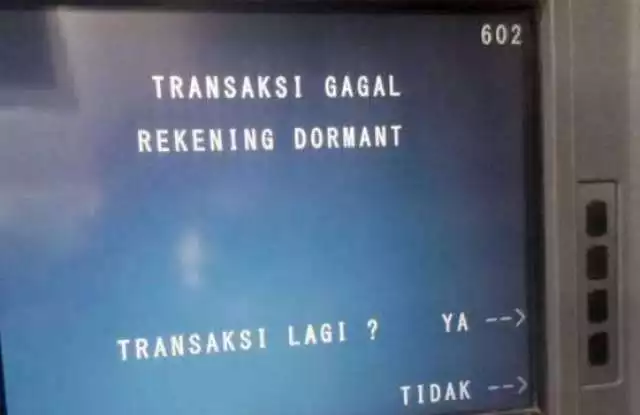 602
TRANSAKSI GAGAL
REKENING DORMANT
TRANSAKSI LAGI ? YA -->
TIDAK -->